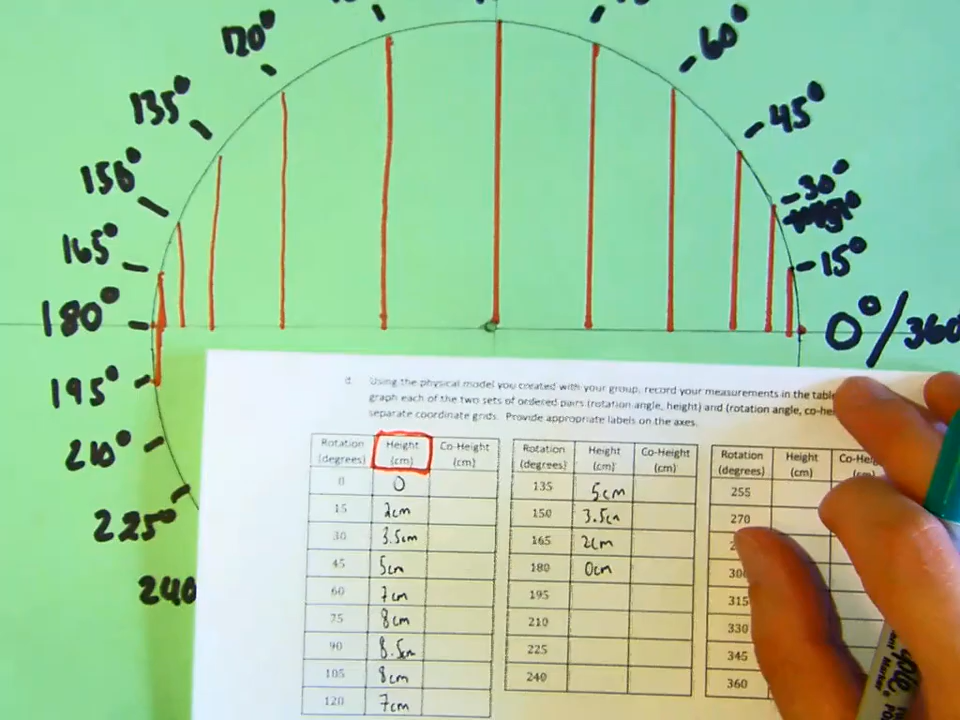 120°
60°
135°
45°
150°
30°
165°
15°
180°
0°/360
195°
210°
225°
240
d. Using the physical model you created with your group, record your measurements in the table
graph each of the two sets of ordered pairs (rotation angle, height) and (rotation angle, co-he
separate coordinate grids. Provide appropriate labels on the axes.
Rotation (degrees) Height (cm) Co-Height (cm)
0 0
15 2cm
30 3.5cm
45 5cm
60 7cm
75 8cm
90 8.5cm
105 8cm
120 7cm
Rotation (degrees) Height (cm) Co-Height (cm)
135 5cm
150 3.5cm
165 2cm
180 0cm
195
210
225
240
Rotation (degrees) Height (cm) Co-Heig (cm)
255
270
2
300
315
330
345
360